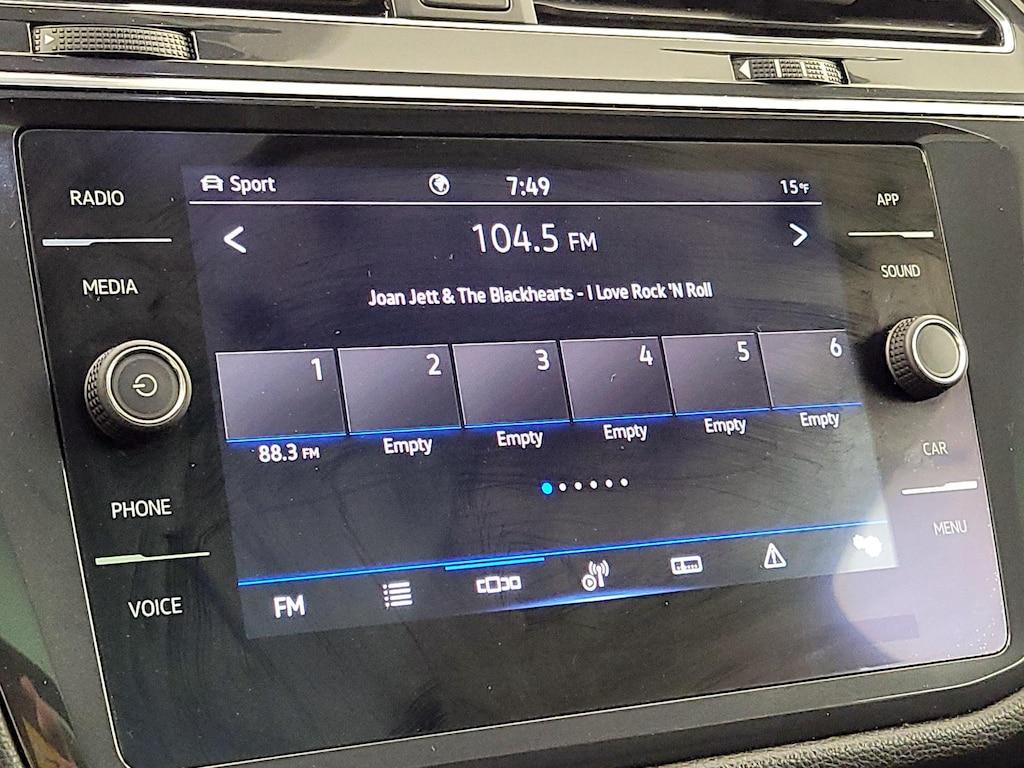 RADIO
MEDIA
PHONE
VOICE
Sport
7:49
15°F
104.5 FM
Joan Jett & The Blackhearts - I Love Rock 'N Roll
1
2
3
4
5
6
88.3 FM
Empty
Empty
Empty
Empty
Empty
FM
APP
SOUND
CAR
MENU